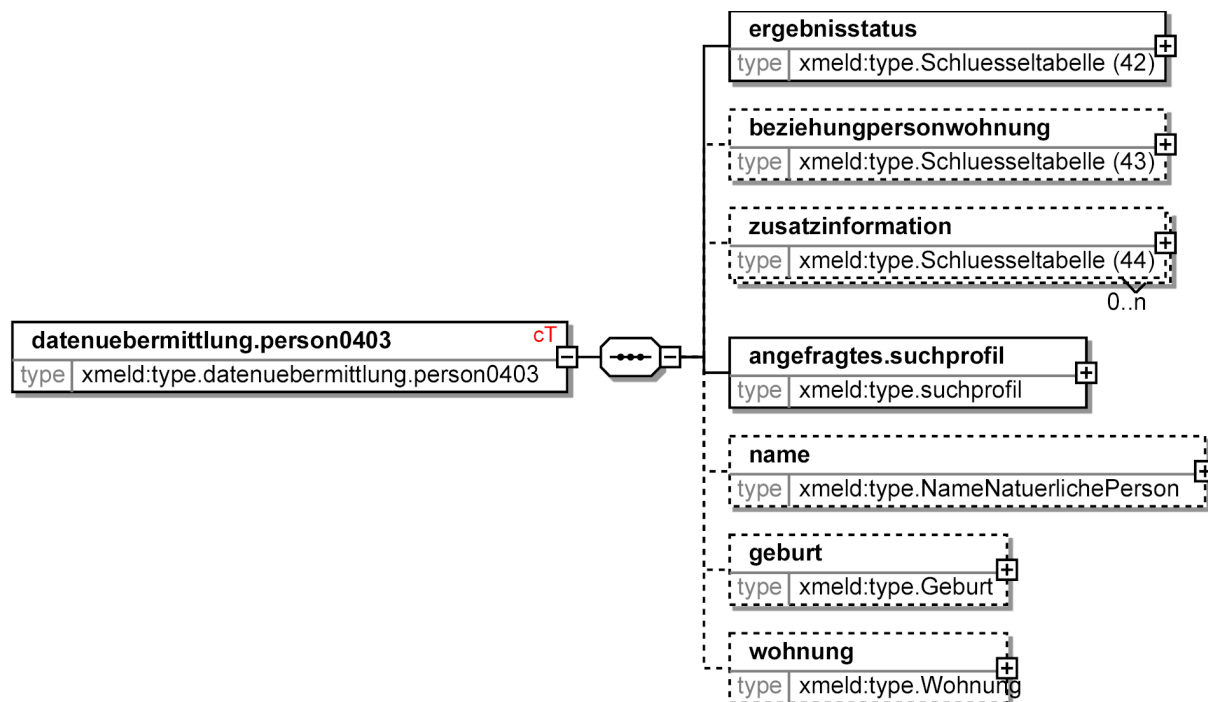 ergebnisstatus
type xmeld:type.Schluesseltabelle (42)
beziehungpersonwohnung
type xmeld:type.Schluesseltabelle (43)
zusatzinformation
type xmeld:type.Schluesseltabelle (44)
0..n
datenuebermittlung.person0403 cT
type xmeld:type.datenuebermittlung.person0403
angefragtes.suchprofil
type xmeld:type.suchprofil
name
type xmeld:type.NameNatuerlichePerson
geburt
type xmeld:type.Geburt
wohnung
type xmeld:type.Wohnung